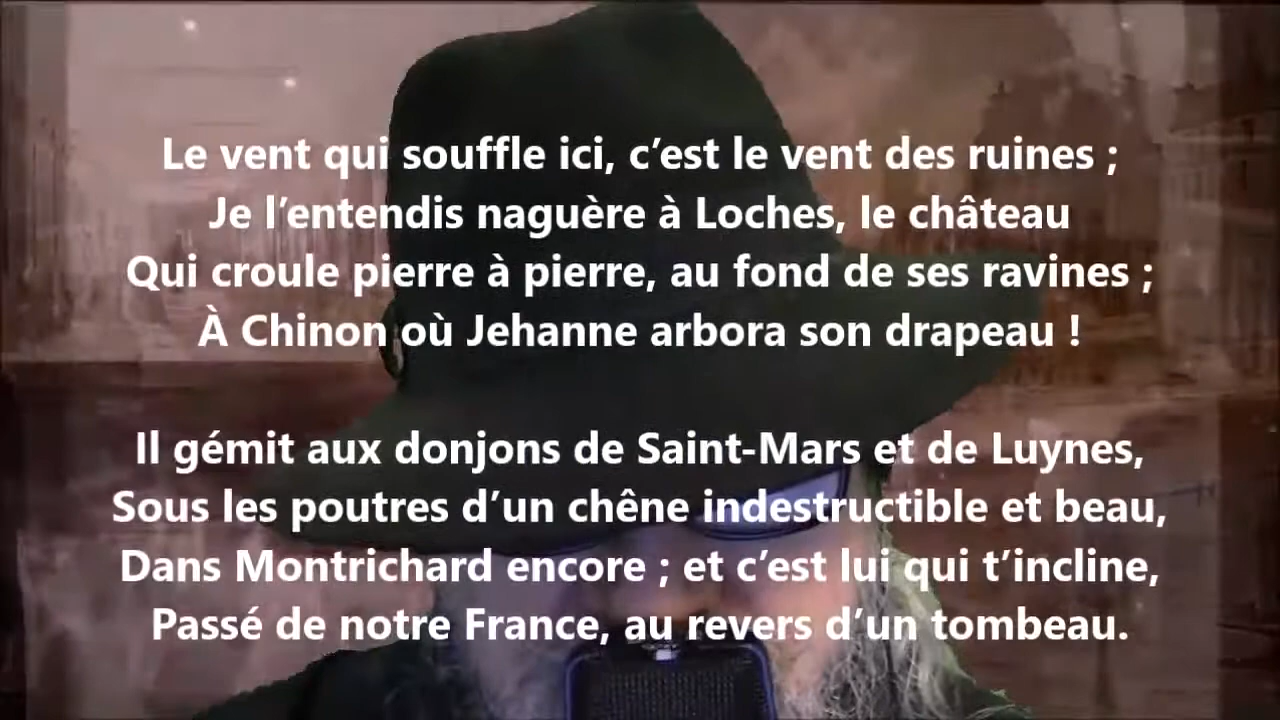 Le vent qui souffle ici, c’est le vent des ruines ;
Je l’entendis naguère à Loches, le château
Qui croule pierre à pierre, au fond de ses ravines ;
À Chinon où Jehanne arbora son drapeau !
Il gémit aux donjons de Saint-Mars et de Luynes,
Sous les poutres d’un chêne indestructible et beau,
Dans Montrichard encore ; et c’est lui qui t’incline,
Passé de notre France, au revers d’un tombeau.